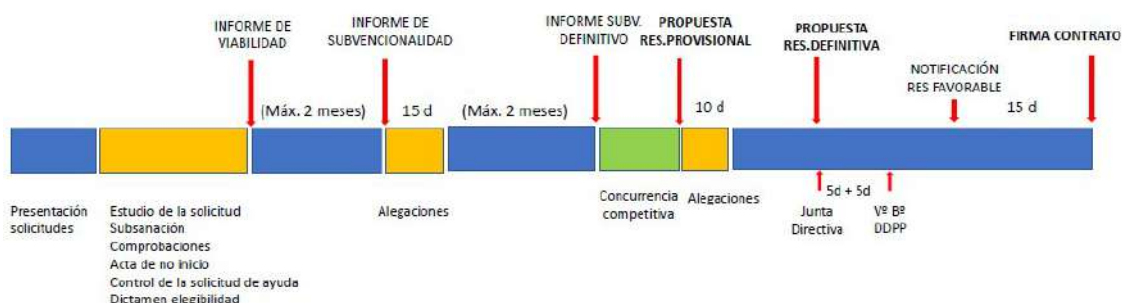 INFORME DE
VIABILIDAD
INFORME DE
SUBVENCIONALIDAD
INFORME SUBV.
DEFINITIVO
PROPUESTA
RES.PROVISIONAL
PROPUESTA
RES.DEFINITIVA
NOTIFICACIÓN
RES FAVORABLE
FIRMA CONTRATO
(Máx. 2 meses)
15 d
(Máx. 2 meses)
10 d
15 d
Presentación
solicitudes
Estudio de la solicitud
Subsanación
Comprobaciones
Acta de no inicio
Control de la solicitud de ayuda
Dictamen elegibilidad
Alegaciones
Concurrencia
competitiva
Alegaciones
5d + 5d
Junta
Directiva
Vº Bº
DDPP